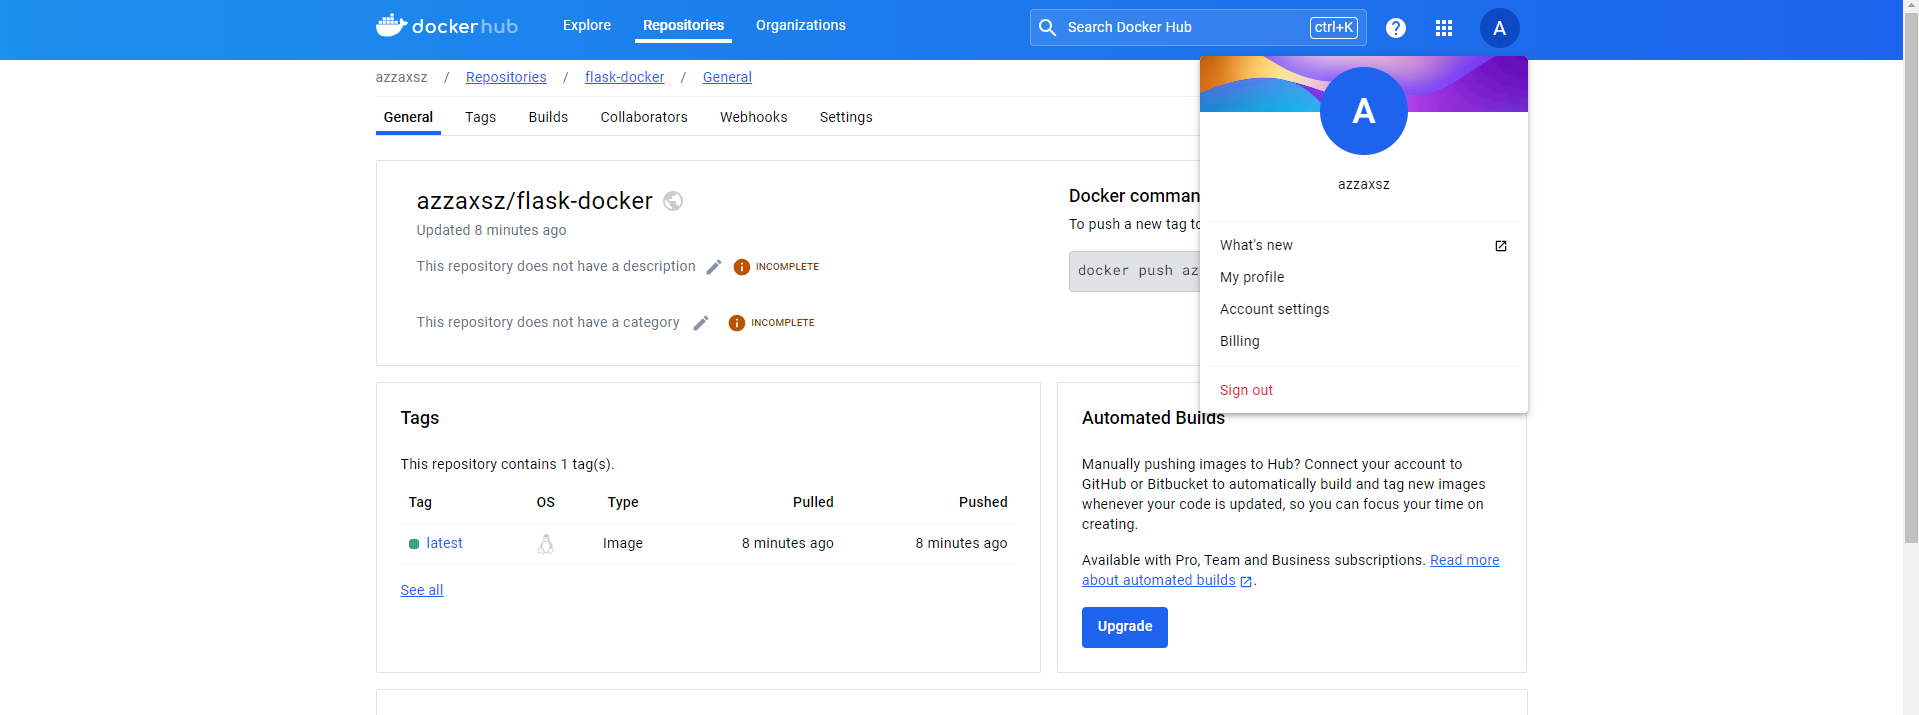 docker hub
Explore
Repositories
Organizations
Search Docker Hub
ctrl+K
A
azzaxsz / Repositories / flask-docker / General
General
Tags
Builds
Collaborators
Webhooks
Settings
A
azzaxsz
What's new
My profile
Account settings
Billing
Sign out
azzaxsz/flask-docker
Updated 8 minutes ago
This repository does not have a description
INCOMPLETE
This repository does not have a category
INCOMPLETE
Docker comman
To push a new tag to
docker push az
Tags
This repository contains 1 tag(s).
Tag OS Type Pulled Pushed
latest Image 8 minutes ago 8 minutes ago
See all
Automated Builds
Manually pushing images to Hub? Connect your account to
GitHub or Bitbucket to automatically build and tag new images
whenever your code is updated, so you can focus your time on
creating.
Available with Pro, Team and Business subscriptions. Read more
about automated builds .
Upgrade